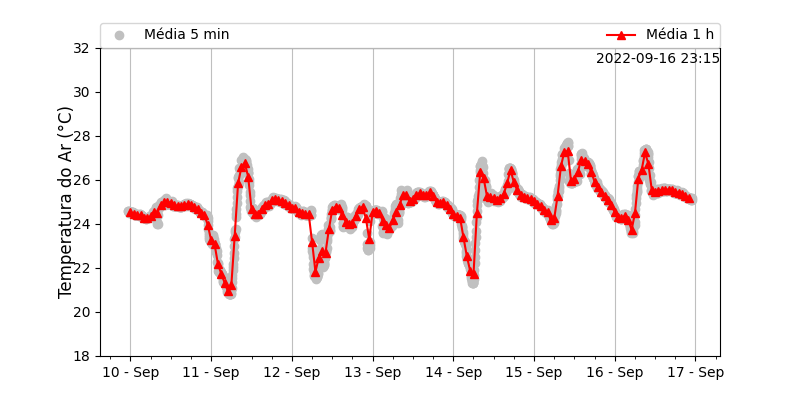 Média 5 min
Média 1 h
2022-09-16 23:15
Temperatura do Ar (°C)
32
30
28
26
24
22
20
18
10 - Sep
11 - Sep
12 - Sep
13 - Sep
14 - Sep
15 - Sep
16 - Sep
17 - Sep